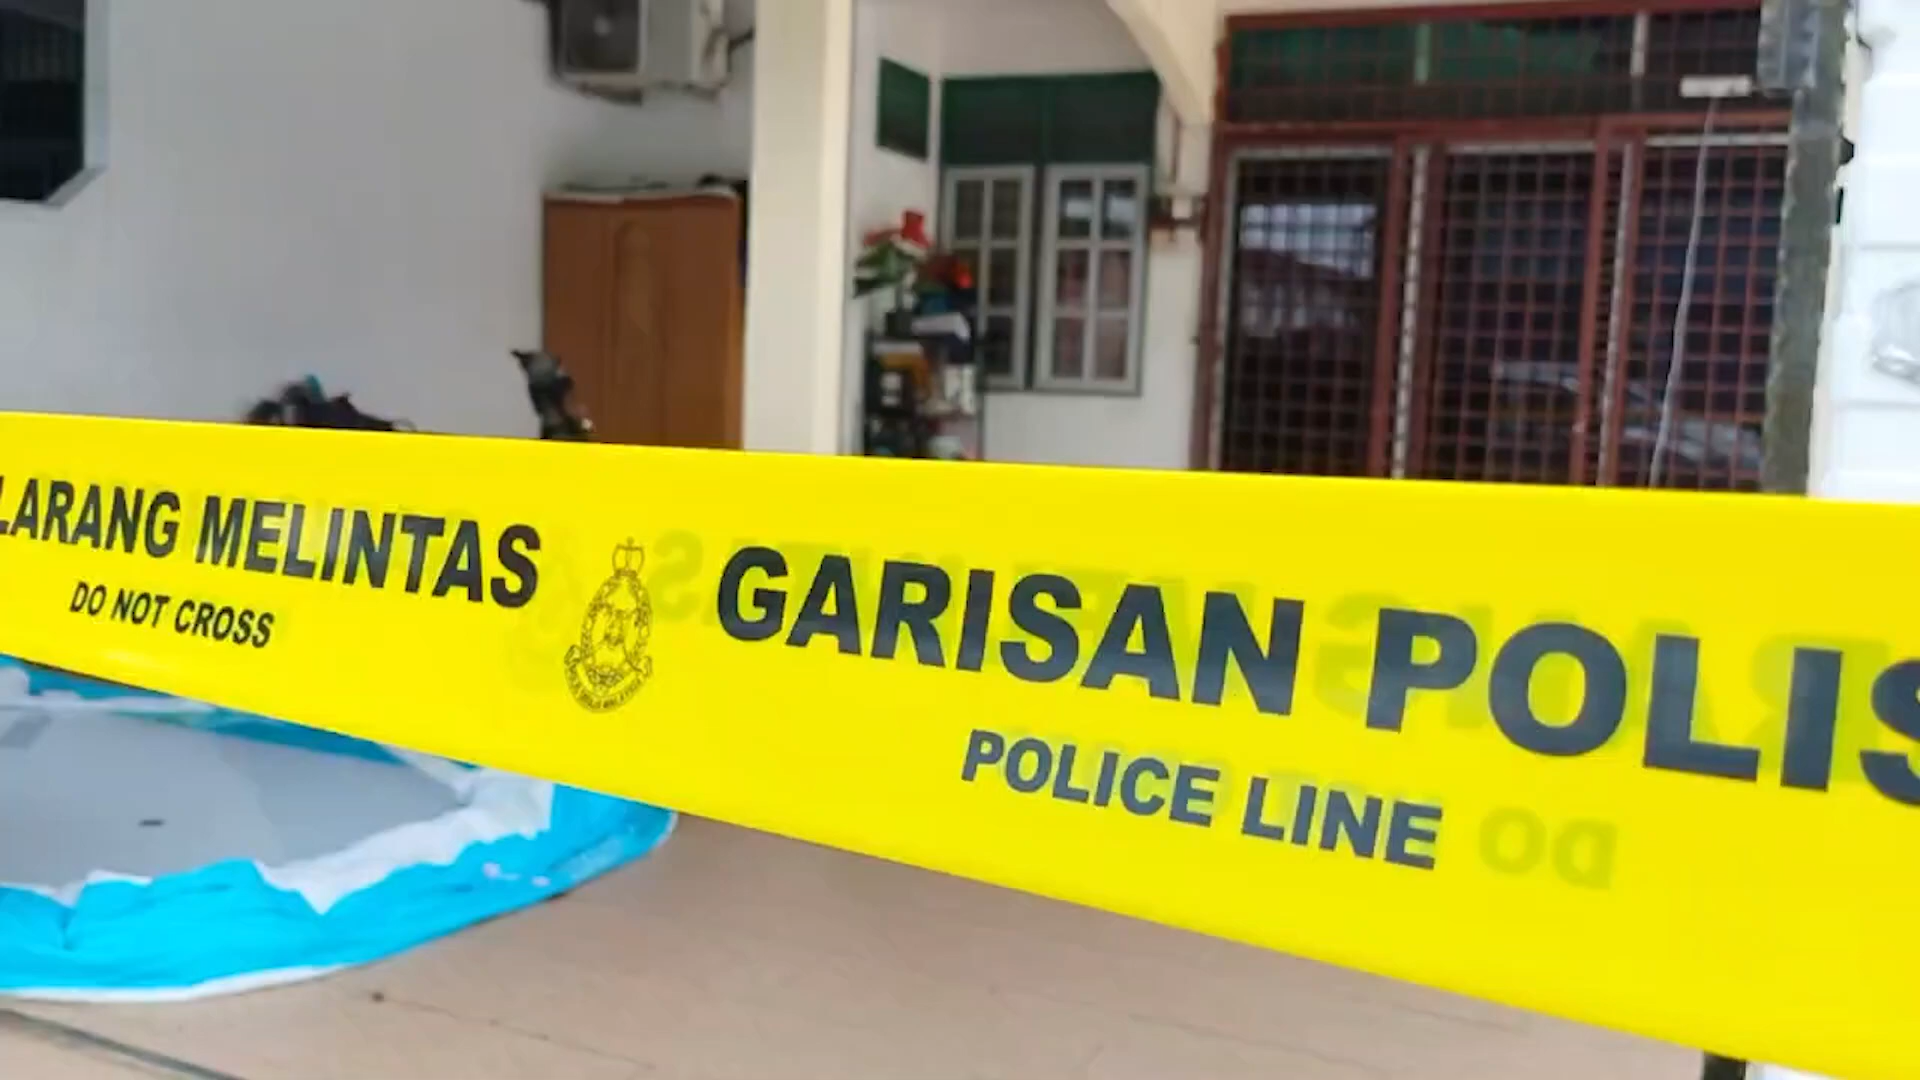 LARANG MELINTAS
DO NOT CROSS
GARISAN POLIS
POLICE LINE